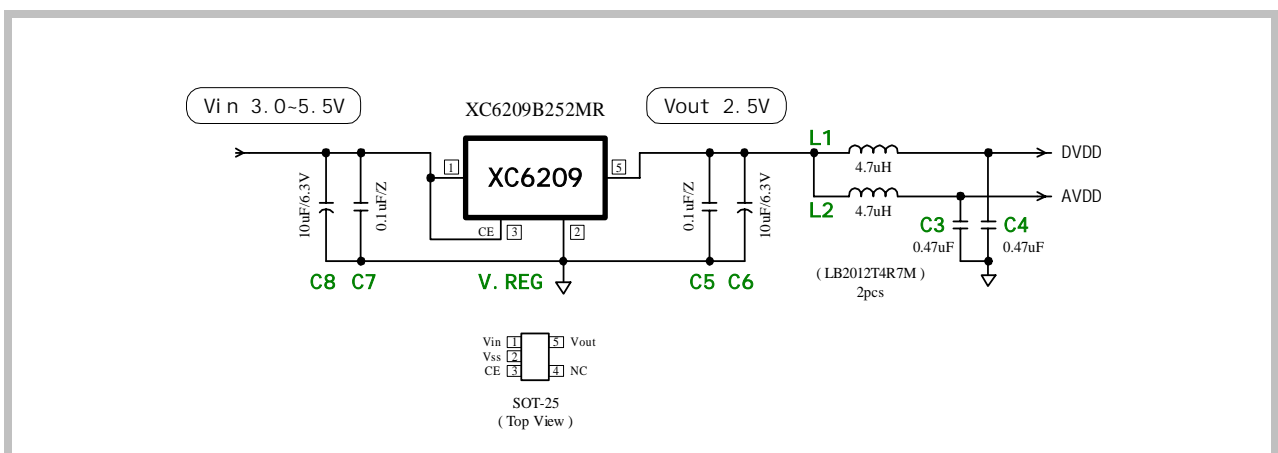 Vin 3.0~5.5V
XC6209B252MR
Vout 2.5V
L1
DVDD
1
XC6209
5
4.7uH
10uF/6.3V
0.1uF/Z
0.1uF/Z
10uF/6.3V
AVDD
L2
4.7uH
CE 3
2
C3
C4
0.47uF
0.47uF
C8 C7
V.REG
C5 C6
( LB2012T4R7M )
2pcs
Vin 1
5 Vout
Vss 2
CE 3
4 NC
SOT-25
( Top View )